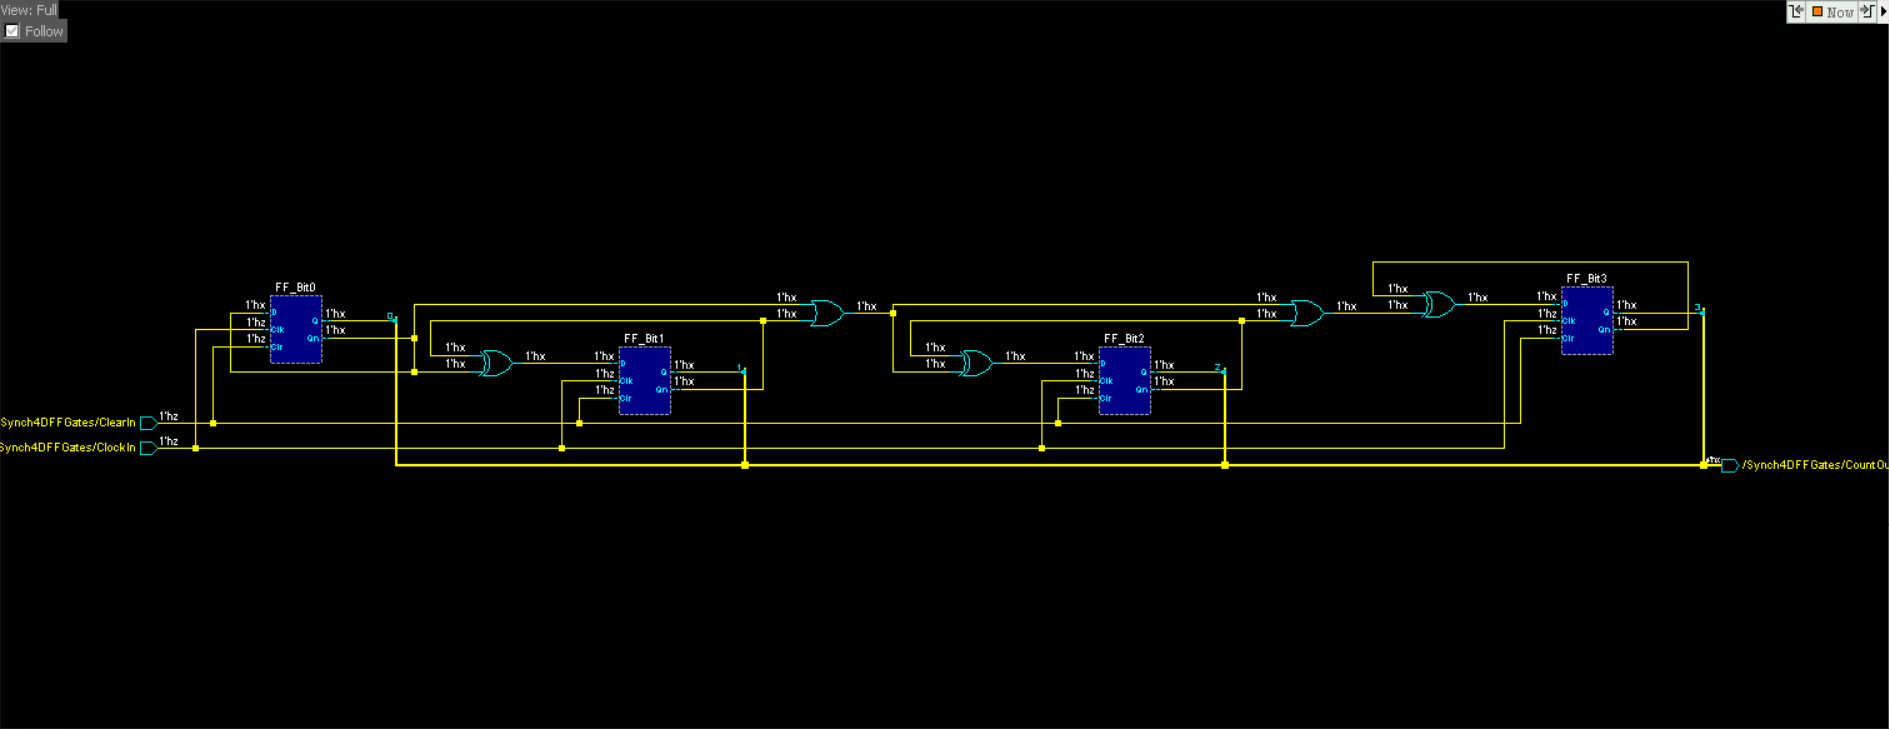 View: Full
Now
Follow
FF_Bit0
1'hx D
1'hz Clk
1'hz Clr
Q 1'hx
Qn 1'hx
0
1'hx
1'hx
1'hx
FF_Bit1
1'hx D
1'hz Clk
1'hz Clr
Q 1'hx
Qn 1'hx
1
1'hx
1'hx
1'hx
1'hx
1'hx
1'hx
FF_Bit2
1'hx D
1'hz Clk
1'hz Clr
Q 1'hx
Qn 1'hx
2
1'hx
1'hx
1'hx
1'hx
1'hx
1'hx
FF_Bit3
1'hx D
1'hz Clk
1'hz Clr
Q 1'hx
Qn 1'hx
3
Synch4DFFGates/ClearIn 1'hz
Synch4DFFGates/ClockIn 1'hz
/Synch4DFFGates/CountOu